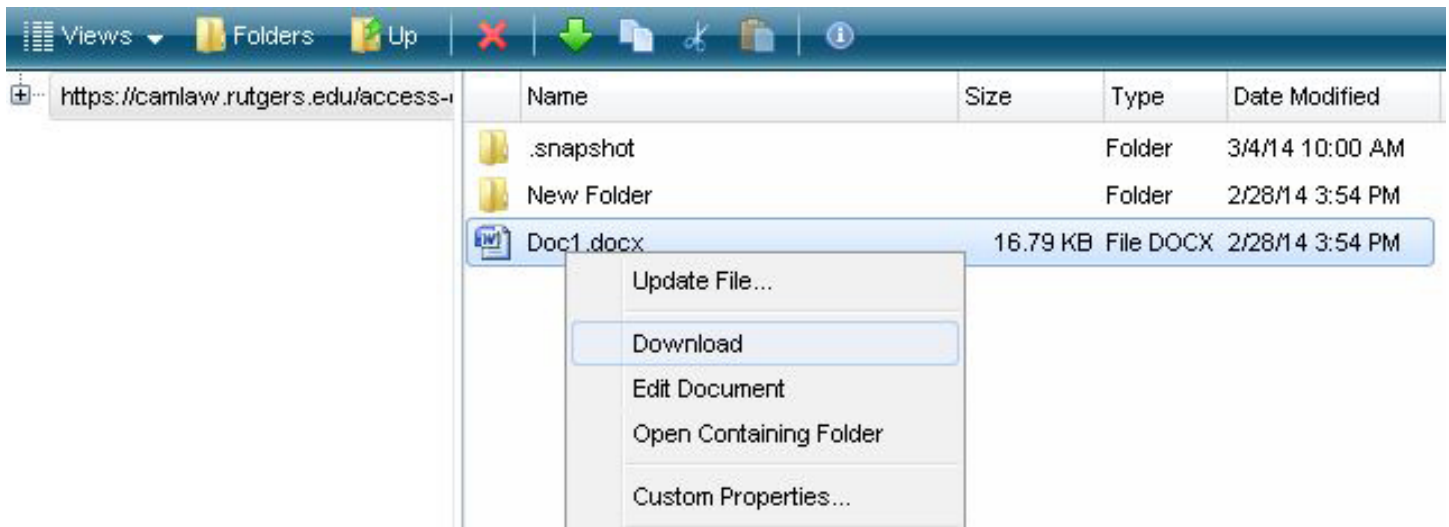 Views Folders Up
https://camlaw.rutgers.edu/access-
Name Size Type Date Modified
.snapshot Folder 3/4/14 10:00 AM
New Folder Folder 2/28/14 3:54 PM
Doc1.docx 16.79 KB File DOCX 2/28/14 3:54 PM
Update File...
Download
Edit Document
Open Containing Folder
Custom Properties...